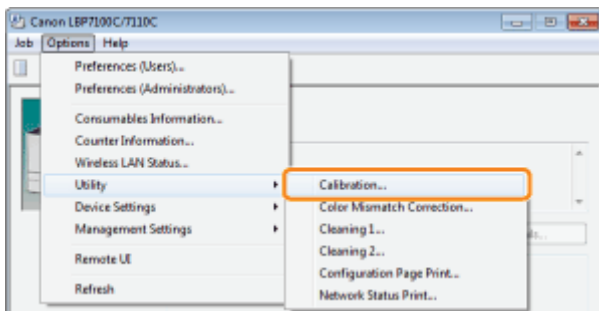 Canon LBP7100C/7110C
Job Options Help
Preferences (Users)...
Preferences (Administrators)...
Consumables Information...
Counter Information...
Wireless LAN Status...
Utility
Calibration...
Device Settings
Color Mismatch Correction...
Management Settings
Cleaning 1...
Cleaning 2...
Remote UI
Configuration Page Print...
Refresh
Network Status Print...